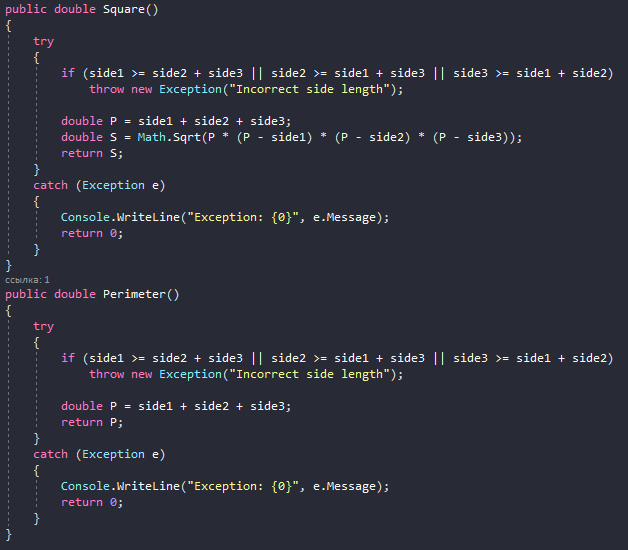 public double Square()
{
try
{
if (side1 >= side2 + side3 || side2 >= side1 + side3 || side3 >= side1 + side2)
throw new Exception("Incorrect side length");
double P = side1 + side2 + side3;
double S = Math.Sqrt(P * (P - side1) * (P - side2) * (P - side3));
return S;
}
catch (Exception e)
{
Console.WriteLine("Exception: {0}", e.Message);
return 0;
}
}
ссылка: 1
public double Perimeter()
{
try
{
if (side1 >= side2 + side3 || side2 >= side1 + side3 || side3 >= side1 + side2)
throw new Exception("Incorrect side length");
double P = side1 + side2 + side3;
return P;
}
catch (Exception e)
{
Console.WriteLine("Exception: {0}", e.Message);
return 0;
}
}